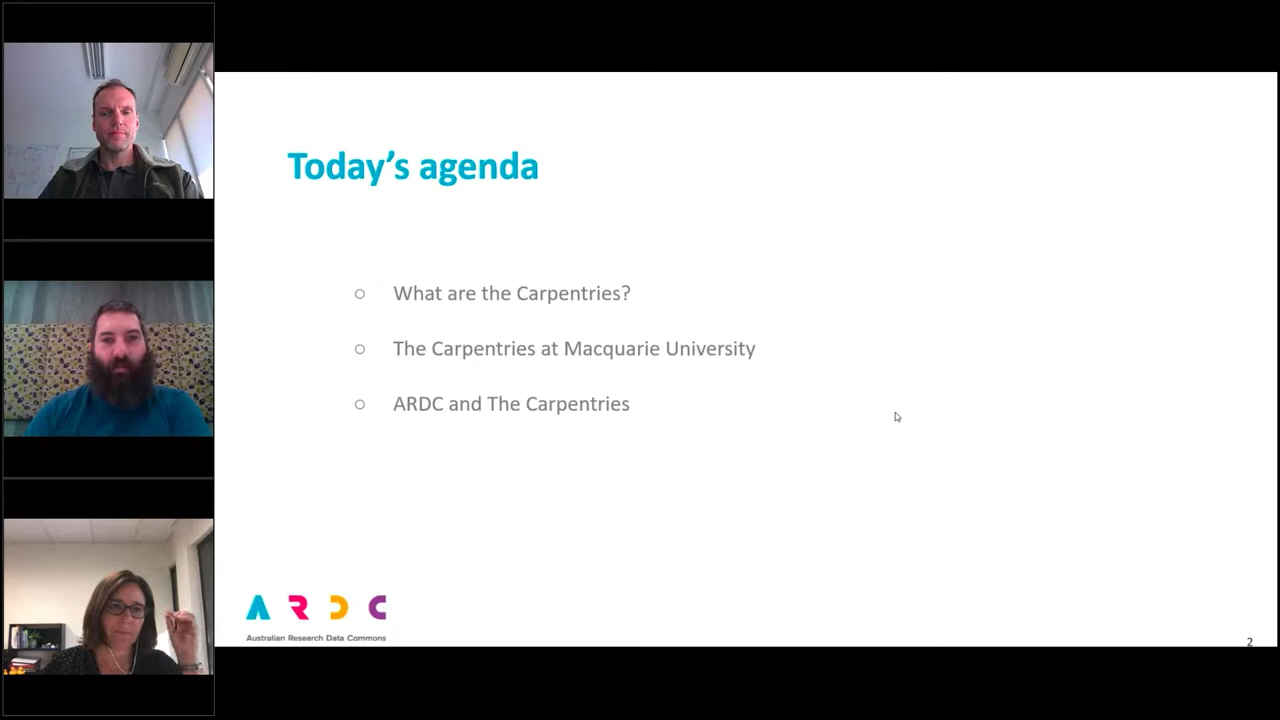 Today's agenda
○ What are the Carpentries?
○ The Carpentries at Macquarie University
○ ARDC and The Carpentries
ARDC
Australian Research Data Commons
2